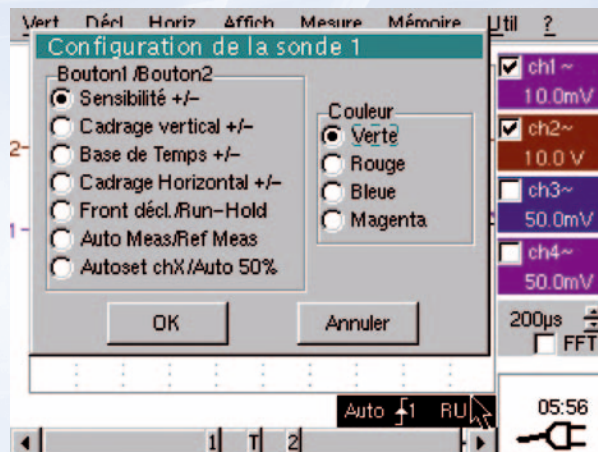 Vert Décl Horiz Affich Mesure Mémoire Util ?
Configuration de la sonde 1
Bouton1 /Bouton2
Sensibilité +/-
Cadrage vertical +/-
Base de Temps +/-
Cadrage Horizontal +/-
Front décl./Run-Hold
Auto Meas/Ref Meas
Autoset chX/Auto 50%
Couleur
Verte
Rouge
Bleue
Magenta
OK Annuler
2-
1-
ch1 ~
10.0mV
ch2~
10.0 V
ch3~
50.0mV
ch4~
50.0mV
200µs
FFT
Auto 1 RU
05:56
1 T 2